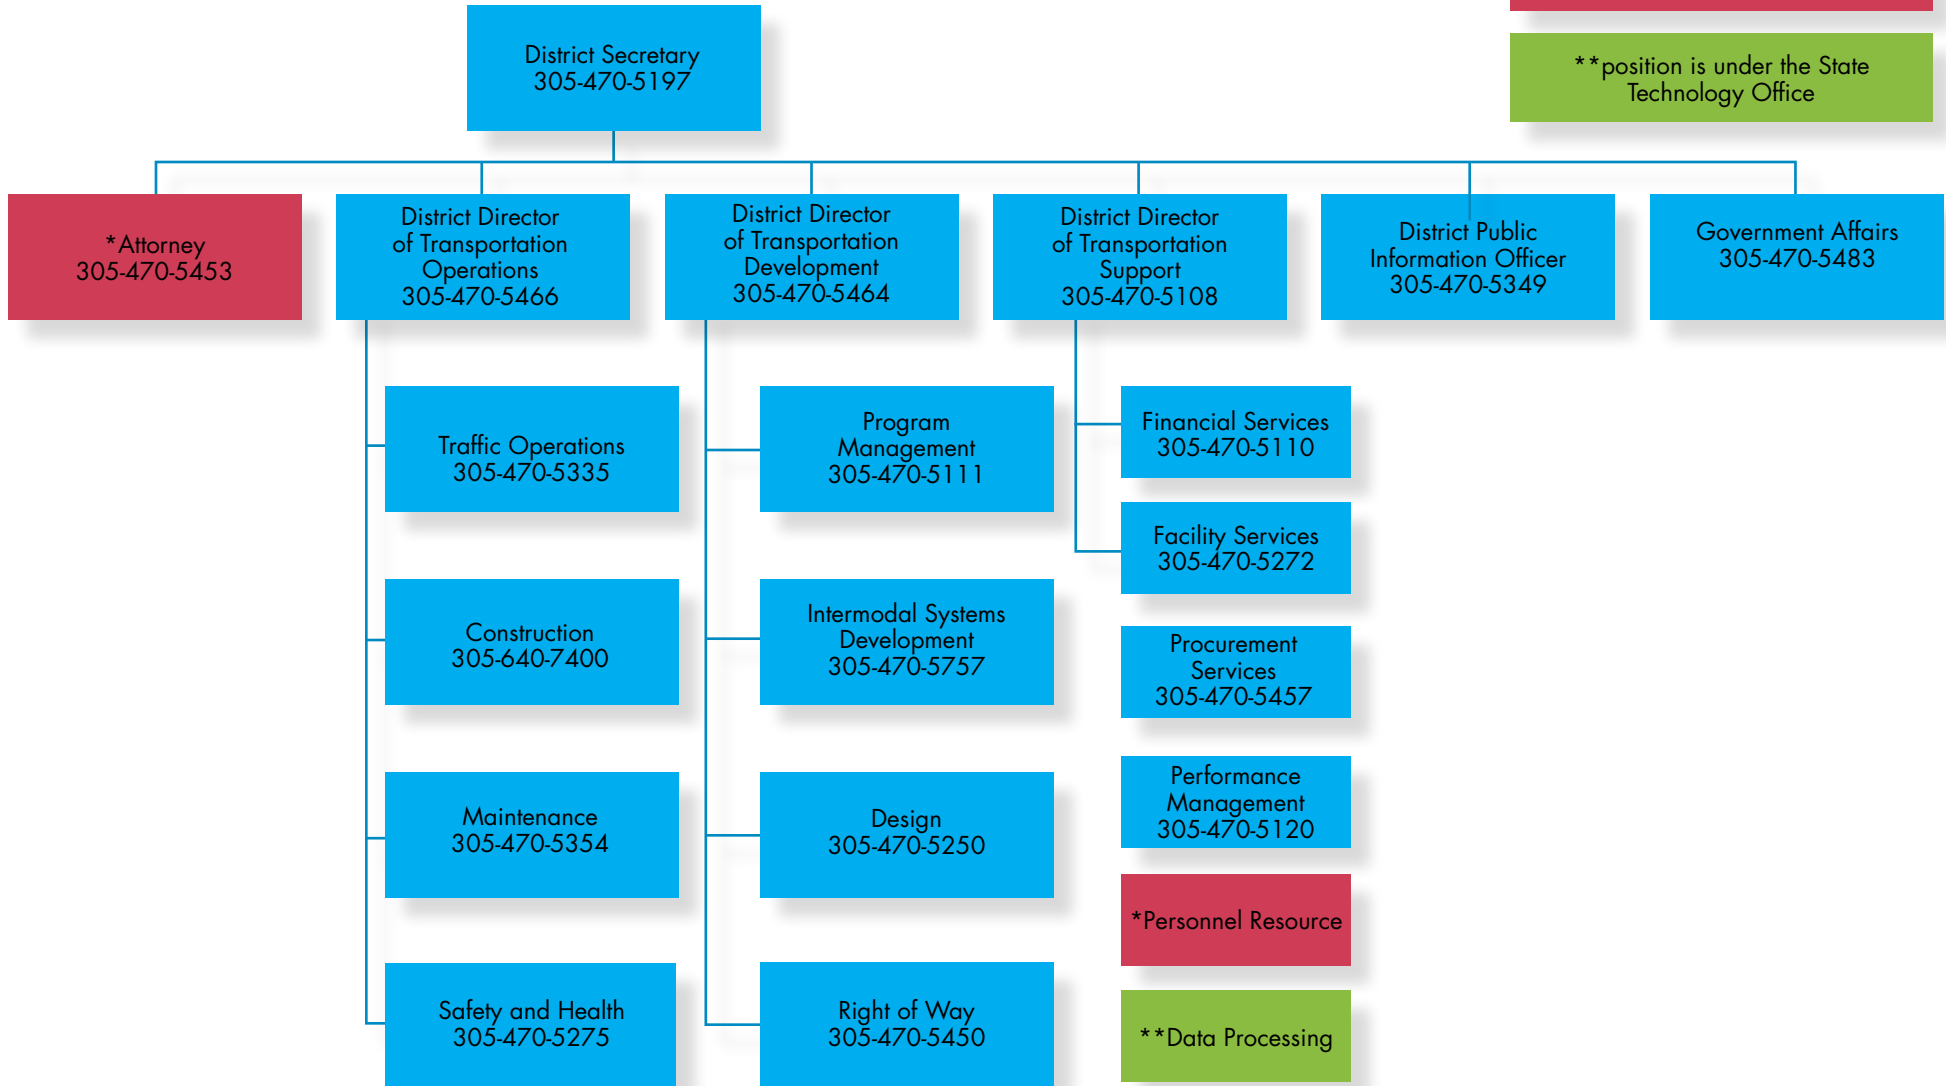 District Secretary
305-470-5197
**position is under the State
Technology Office
*Attorney
305-470-5453
District Director
of Transportation
Operations
305-470-5466
District Director
of Transportation
Development
305-470-5464
District Director
of Transportation
Support
305-470-5108
District Public
Information Officer
305-470-5349
Government Affairs
305-470-5483
Traffic Operations
305-470-5335
Construction
305-640-7400
Maintenance
305-470-5354
Safety and Health
305-470-5275
Program
Management
305-470-5111
Intermodal Systems
Development
305-470-5757
Design
305-470-5250
Right of Way
305-470-5450
Financial Services
305-470-5110
Facility Services
305-470-5272
Procurement
Services
305-470-5457
Performance
Management
305-470-5120
*Personnel Resource
**Data Processing